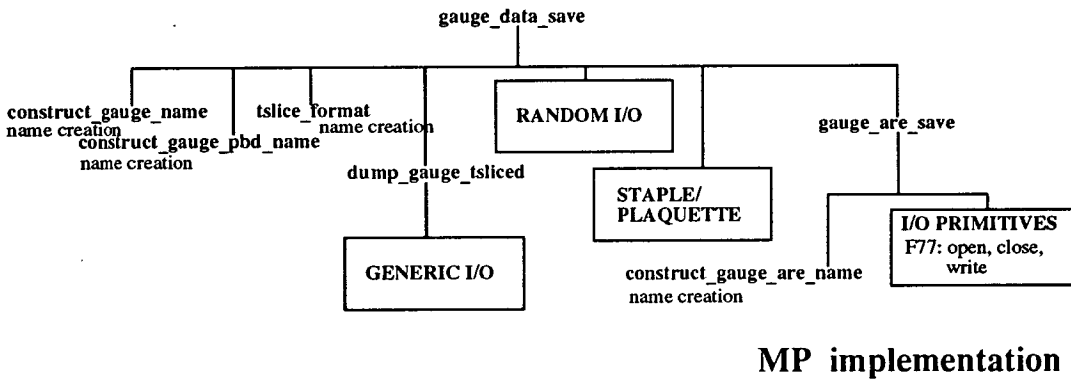 gauge_data_save
construct_gauge_name
name creation
construct_gauge_pbd_name
name creation
tslice_format
name creation
dump_gauge_tsliced
GENERIC I/O
RANDOM I/O
STAPLE/
PLAQUETTE
gauge_are_save
construct_gauge_are_name
name creation
I/O PRIMITIVES
F77: open, close,
write
MP implementation